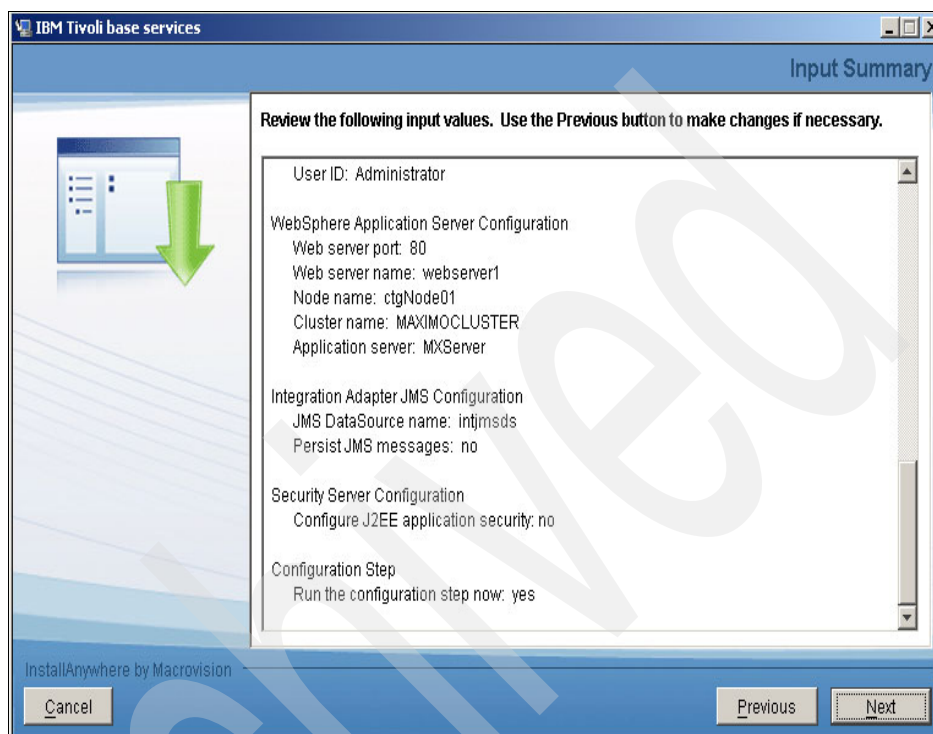 IBM Tivoli base services
Input Summary
Review the following input values. Use the Previous button to make changes if necessary.
User ID: Administrator
WebSphere Application Server Configuration
Web server port: 80
Web server name: webserver1
Node name: ctgNode01
Cluster name: MAXIMOCLUSTER
Application server: MXServer
Integration Adapter JMS Configuration
JMS DataSource name: intjmsds
Persist JMS messages: no
Security Server Configuration
Configure J2EE application security: no
Configuration Step
Run the configuration step now: yes
InstallAnywhere by Macrovision
Cancel
Previous
Next
hived